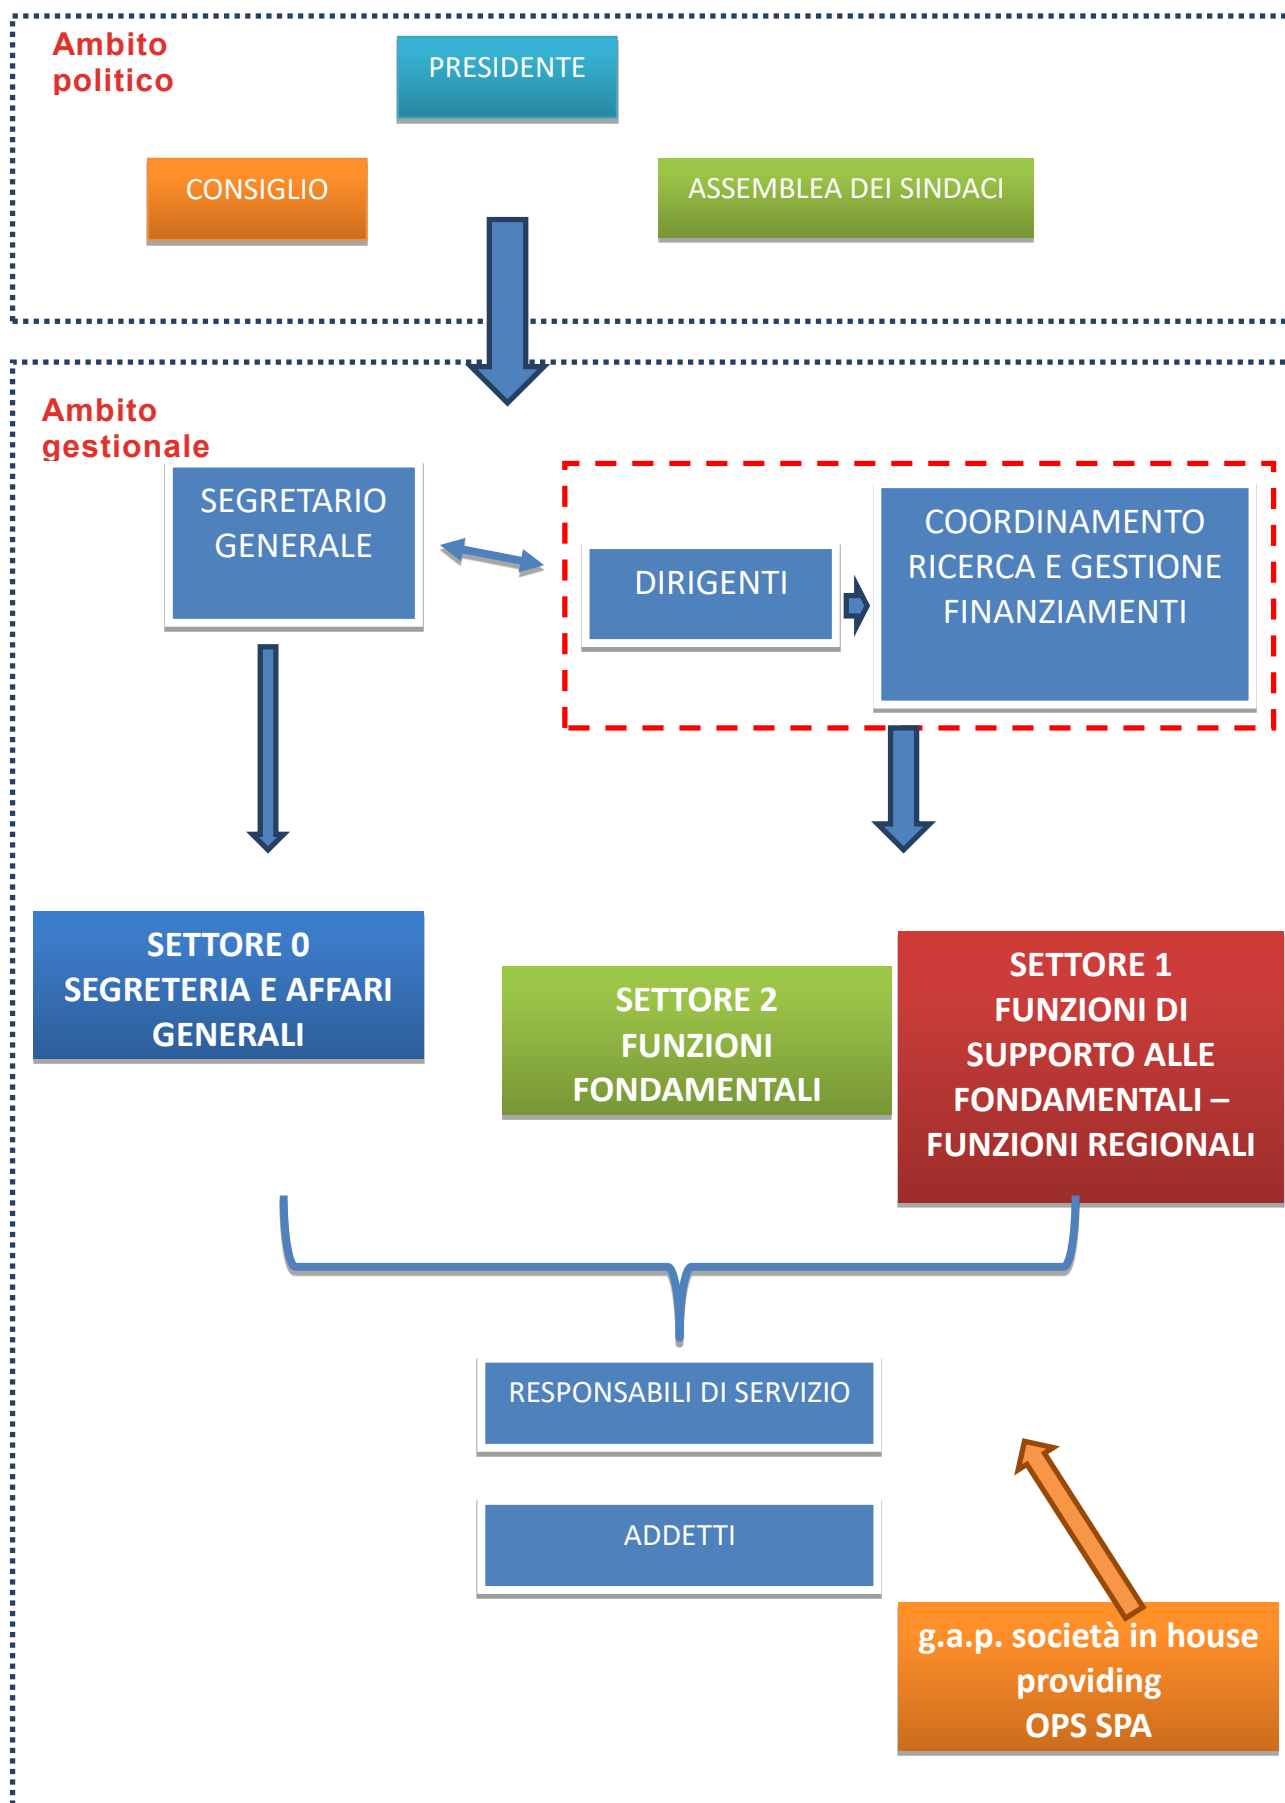 Ambito
politico
PRESIDENTE
CONSIGLIO
ASSEMBLEA DEI SINDACI
Ambito
gestionale
SEGRETARIO
GENERALE
DIRIGENTI
COORDINAMENTO
RICERCA E GESTIONE
FINANZIAMENTI
SETTORE 0
SEGRETERIA E AFFARI
GENERALI
SETTORE 2
FUNZIONI
FONDAMENTALI
SETTORE 1
FUNZIONI DI
SUPPORTO ALLE
FONDAMENTALI –
FUNZIONI REGIONALI
RESPONSABILI DI SERVIZIO
ADDETTI
g.a.p. società in house
providing
OPS SPA